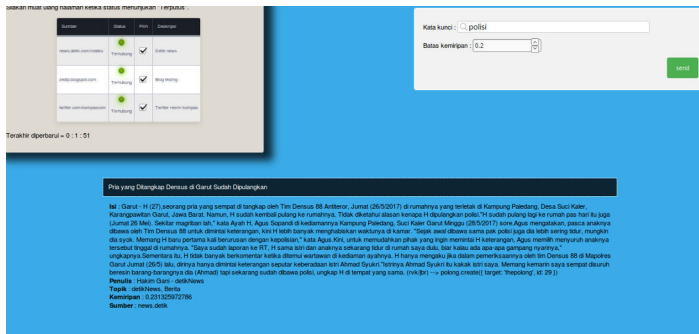 Silakan muat ulang halaman ketika status menunjukan "Terputus".
Sumber Status Pilih Deskripsi
Terhubung Detik news
Terhubung Blog testing
twitter.com/kompascom Terhubung Twitter resmi kompas
Terakhir diperbarui = 0 : 1 : 51
Kata kunci : polisi
Batas kemiripan : 0.2
send
Pria yang Ditangkap Densus di Garut Sudah Dipulangkan
Isi : Garut - H (27),seorang pria yang sempat di tangkap oleh Tim Densus 88 Antiteror, Jumat (26/5/2017) di rumahnya yang terletak di Kampung Paledang, Desa Suci Kaler,
Karangpawitan Garut, Jawa Barat. Namun, H sudah kembali pulang ke rumahnya. Tidak diketahui alasan kenapa H dipulangkan polisi."H sudah pulang lagi ke rumah pas hari itu juga
(Jumat 26 Mei). Sekitar magriban lah," kata Ayah H, Agus Sopandi di kediamannya Kampung Paledang, Suci Kaler Garut Minggu (28/5/2017) sore.Agus mengatakan, pasca anaknya
dibawa oleh Tim Densus 88 untuk dimintai keterangan, kini H lebih banyak menghabiskan waktunya di kamar. "Sejak awal dibawa sama pak polisi juga dia lebih sering tidur, mungkin
dia syok. Memang H baru pertama kali berurusan dengan kepolisian," kata Agus.Kini, untuk memudahkan pihak yang ingin memintai H keterangan, Agus memilih menyuruh anaknya
tersebut tinggal di rumahnya. "Saya sudah laporan ke RT, H sama istri dan anaknya sekarang tidur di rumah saya dulu, biar kalau ada apa-apa gampang nyarinya,"
ungkapnya.Sementara itu, H tidak banyak berkomentar ketika ditemui wartawan di kediaman ayahnya. H hanya mengaku jika dalam pemeriksaannya oleh tim Densus 88 di Mapolres
Garut Jumat (26/5) lalu, dirinya hanya dimintai keterangan seputar keberadaan istri Ahmad Syukri."Istrinya Ahmad Syukri itu kakak istri saya. Memang kemarin saya sempat disuruh
beresin barang-barangnya dia (Ahmad) tapi sekarang sudah dibawa polisi, ungkap H di tempat yang sama. (rvk/jbr) --> polong.create({ target: 'thepolong', id: 29 })
Penulis : Hakim Gani - detikNews
Topik : detikNews, Berita
Kemiripan : 0.231325972786
Sumber : news.detik